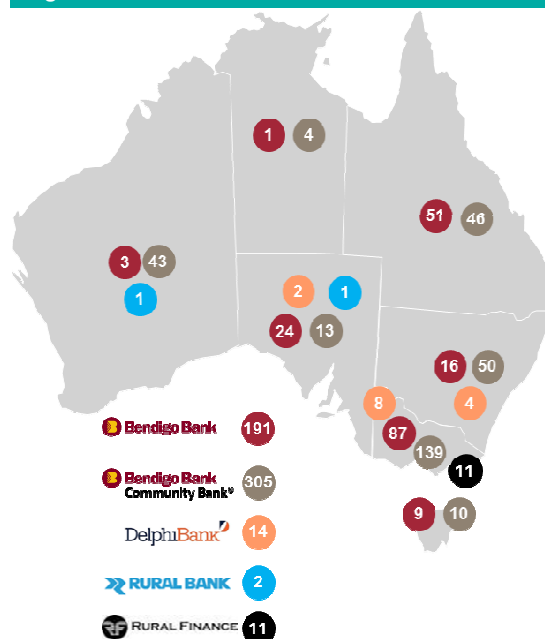 1 4
51 46
3 43
1
2 1
24 13
16 50
8 4
87
139
11
9 10
Bendigo Bank 191
Bendigo Bank
Community Bank® 305
DelphiBank 14
RURAL BANK 2
RF RURAL FINANCE 11